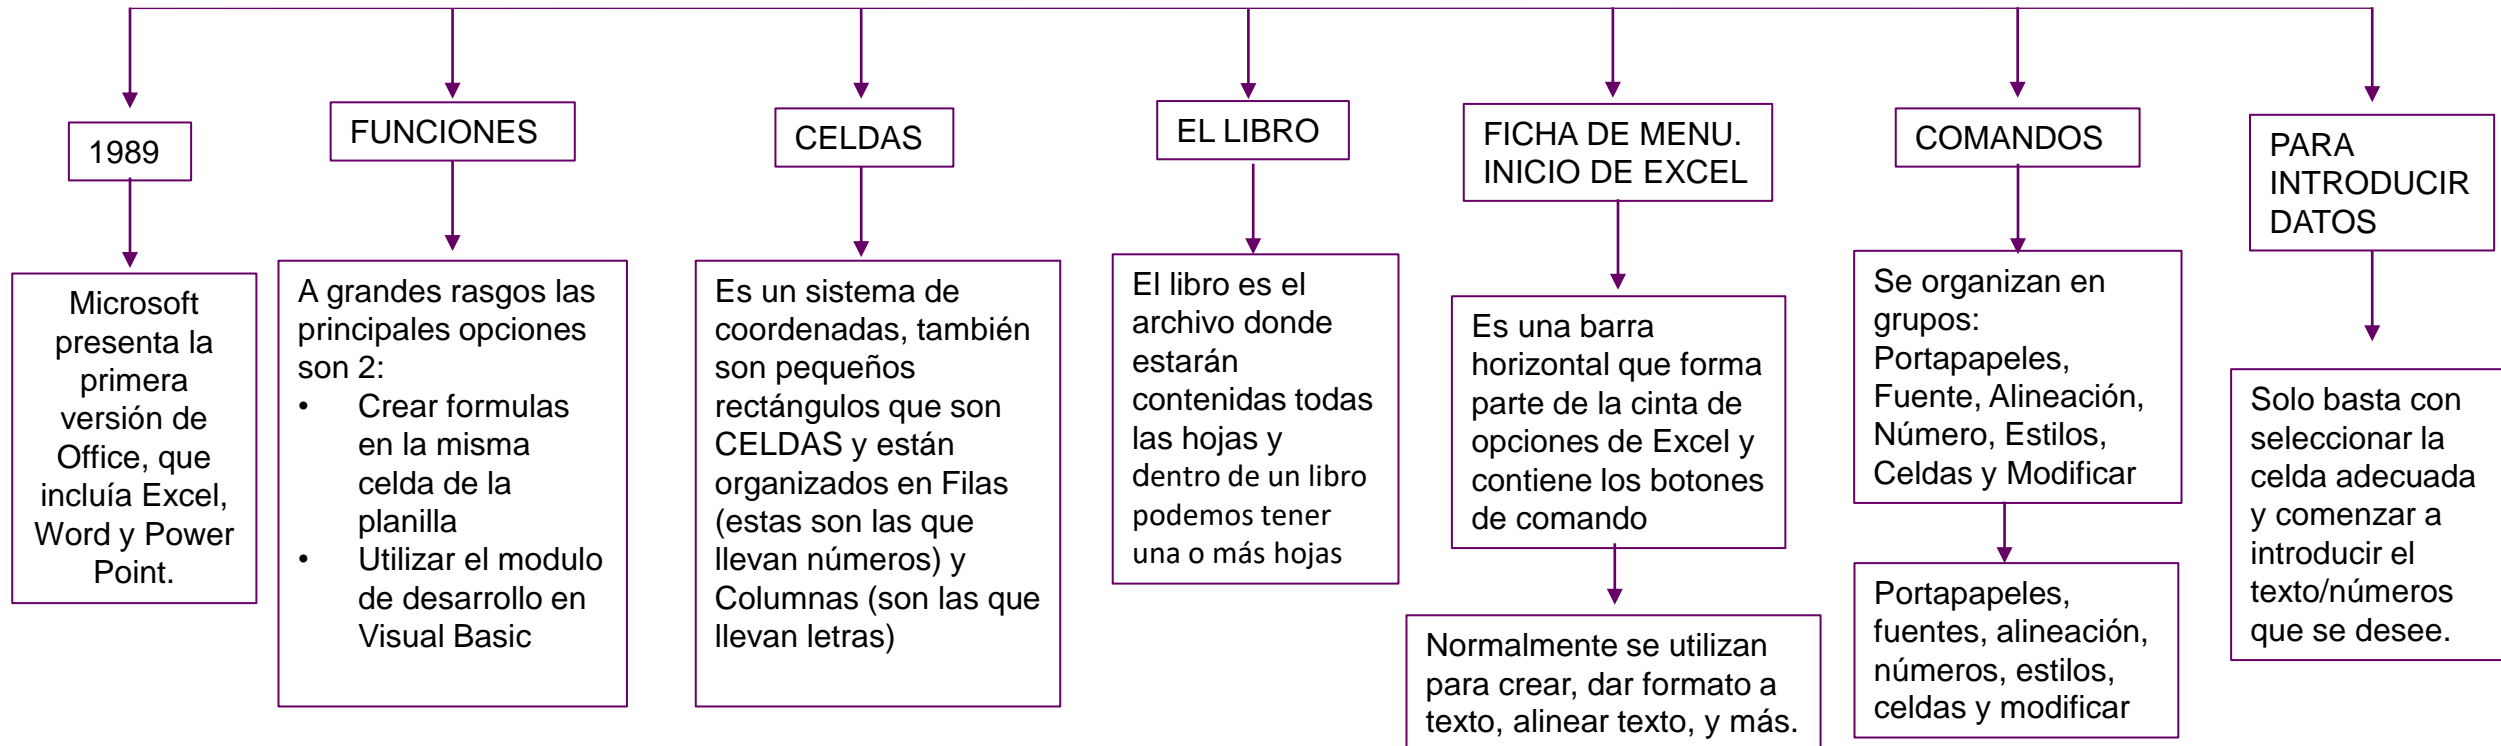 1989
Microsoft
presenta la
primera
versión de
Office, que
incluía Excel,
Word y Power
Point.
FUNCIONES
A grandes rasgos las
principales opciones
son 2:
• Crear formulas
en la misma
celda de la
planilla
• Utilizar el modulo
de desarrollo en
Visual Basic
CELDAS
Es un sistema de
coordenadas, también
son pequeños
rectángulos que son
CELDAS y están
organizados en Filas
(estas son las que
llevan números) y
Columnas (son las que
llevan letras)
EL LIBRO
El libro es el
archivo donde
estarán
contenidas todas
las hojas y
dentro de un libro
podemos tener
una o más hojas
FICHA DE MENU.
INICIO DE EXCEL
Es una barra
horizontal que forma
parte de la cinta de
opciones de Excel y
contiene los botones
de comando
Normalmente se utilizan
para crear, dar formato a
texto, alinear texto, y más.
COMANDOS
Se organizan en
grupos:
Portapapeles,
Fuente, Alineación,
Número, Estilos,
Celdas y Modificar
Portapapeles,
fuentes, alineación,
números, estilos,
celdas y modificar
PARA
INTRODUCIR
DATOS
Solo basta con
seleccionar la
celda adecuada
y comenzar a
introducir el
texto/números
que se desee.